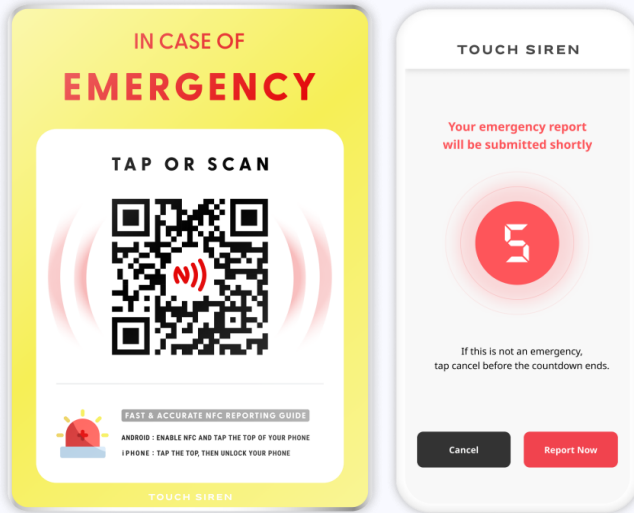 IN CASE OF
EMERGENCY
TAP OR SCAN
FAST & ACCURATE NFC REPORTING GUIDE
ANDROID : ENABLE NFC AND TAP THE TOP OF YOUR PHONE
iPHONE : TAP THE TOP, THEN UNLOCK YOUR PHONE
TOUCH SIREN
TOUCH SIREN
Your emergency report
will be submitted shortly
5
If this is not an emergency,
tap cancel before the countdown ends.
Cancel
Report Now